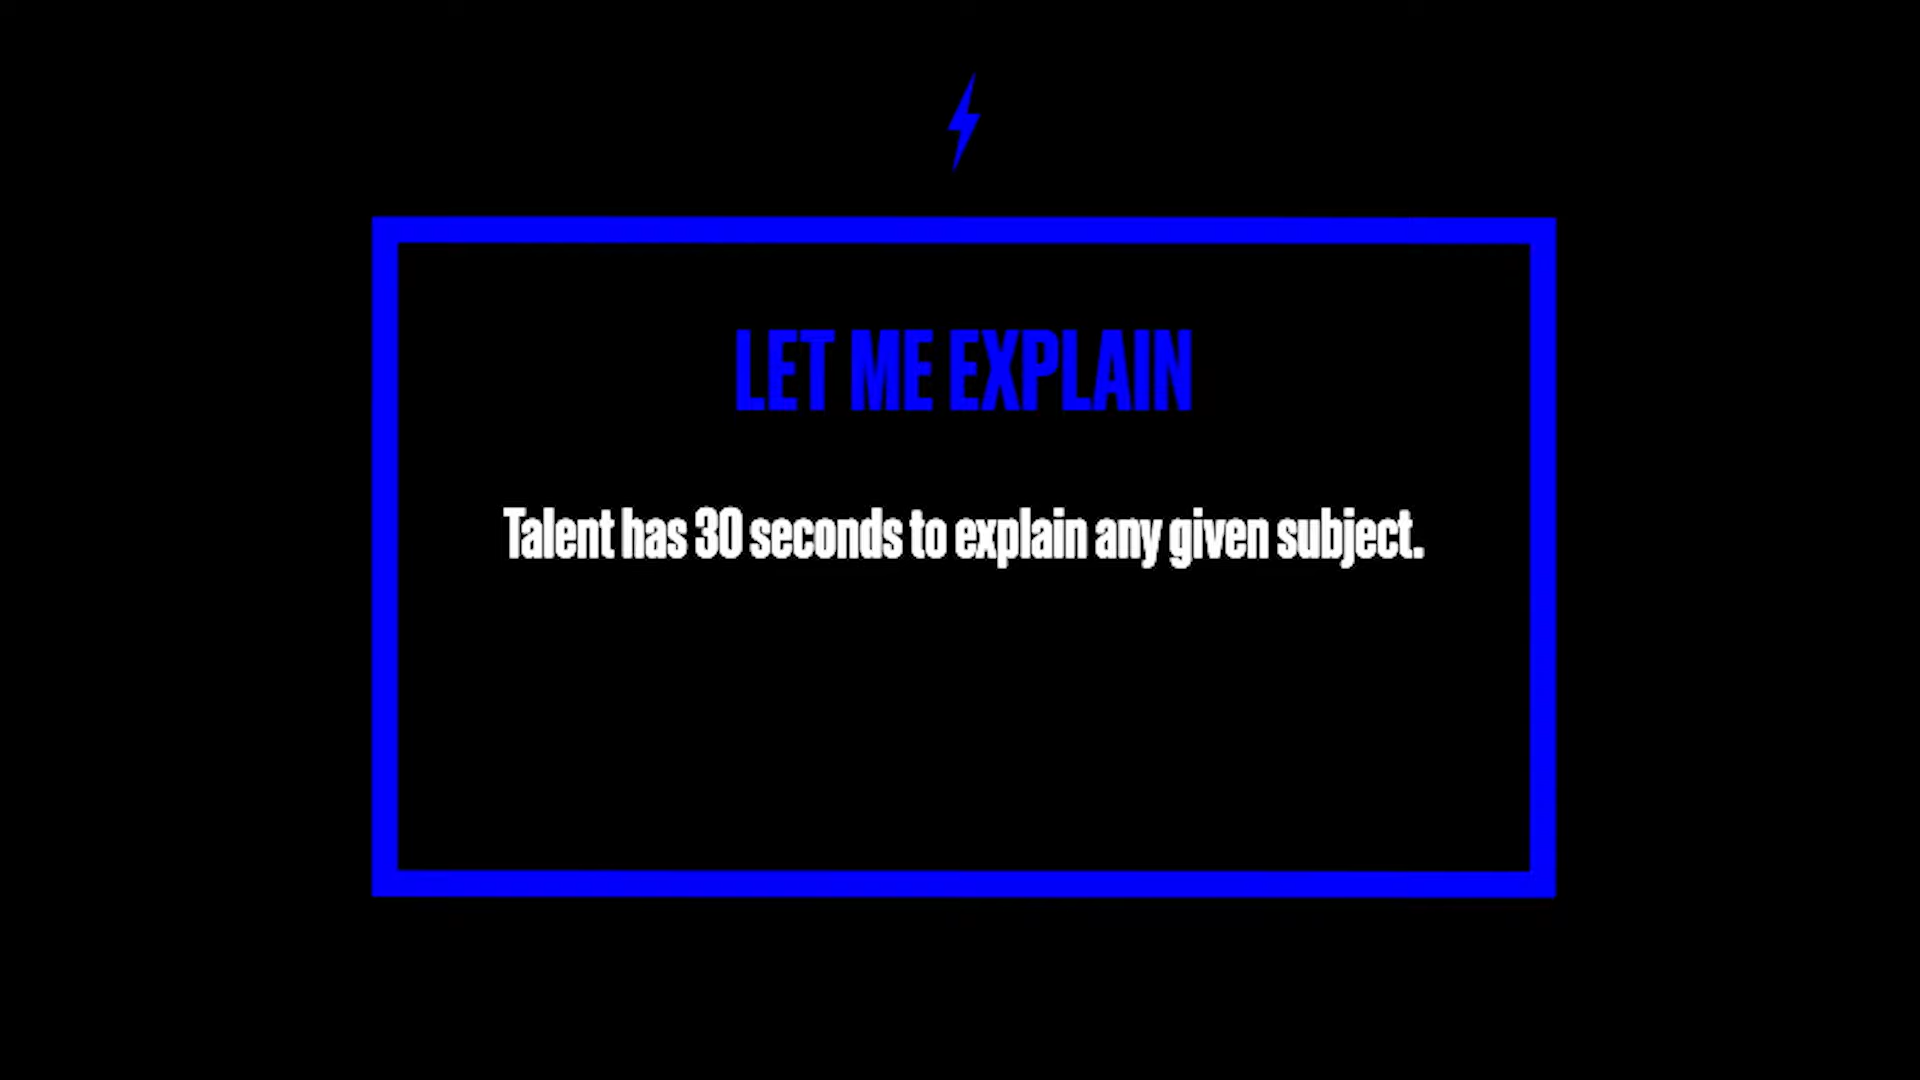 LET ME EXPLAIN
Talent has 30 seconds to explain any given subject.